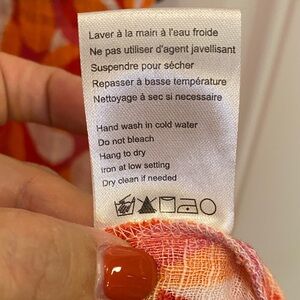 Laver à la main à l'eau froide
Ne pas utiliser d'agent javellisant
Suspendre pour sécher
Repasser à basse température
Nettoyage à sec si necessaire
Hand wash in cold water
Do not bleach
Hang to dry
Iron at low setting
Dry clean if needed